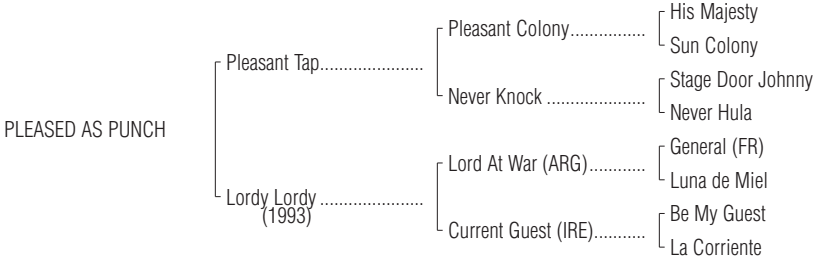 His Majesty
Pleasant Colony................
Sun Colony
Pleasant Tap......................
Stage Door Johnny
Never Knock .....................
Never Hula
PLEASED AS PUNCH
General (FR)
Lord At War (ARG)............
Luna de Miel
Lordy Lordy ......................
(1993)
Be My Guest
Current Guest (IRE)...........
La Corriente